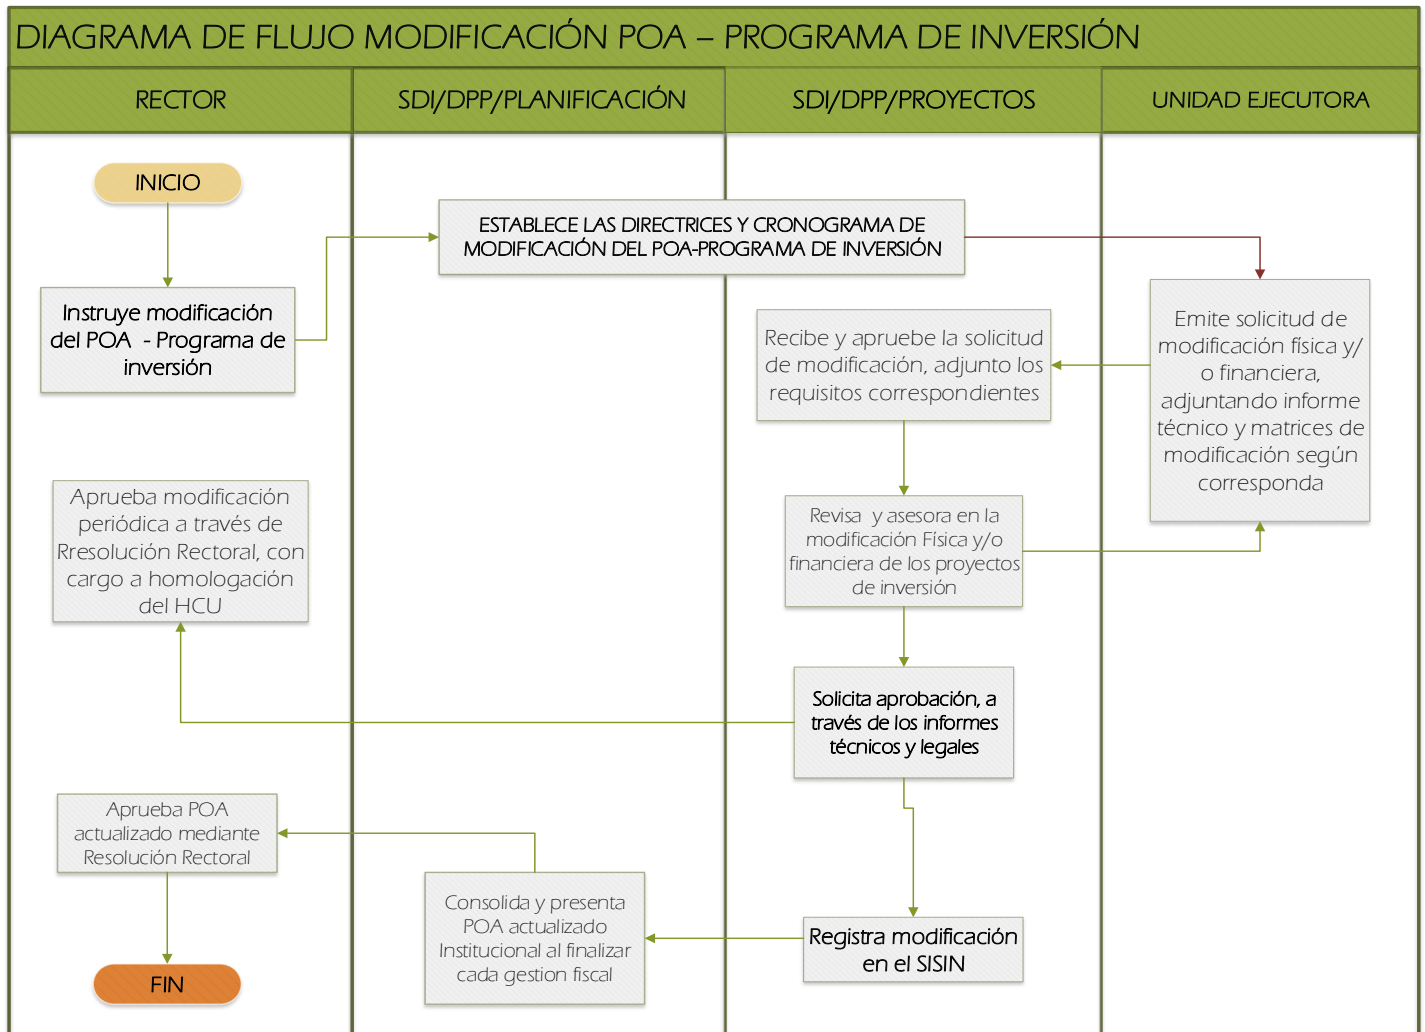 DIAGRAMA DE FLUJO MODIFICACIÓN POA – PROGRAMA DE INVERSIÓN
RECTOR
SDI/DPP/PLANIFICACIÓN
SDI/DPP/PROYECTOS
UNIDAD EJECUTORA
INICIO
Instruye modificación
del POA - Programa de
inversión
ESTABLECE LAS DIRECTRICES Y CRONOGRAMA DE
MODIFICACIÓN DEL POA-PROGRAMA DE INVERSIÓN
Emite solicitud de
modificación física y/
o financiera,
adjuntando informe
técnico y matrices de
modificación según
corresponda
Recibe y apruebe la solicitud
de modificación, adjunto los
requisitos correspondientes
Revisa y asesora en la
modificación Física y/o
financiera de los proyectos
de inversión
Solicita aprobación, a
través de los informes
técnicos y legales
Aprueba modificación
periódica a través de
Rresolución Rectoral, con
cargo a homologación
del HCU
Registra modificación
en el SISIN
Consolida y presenta
POA actualizado
Institucional al finalizar
cada gestion fiscal
Aprueba POA
actualizado mediante
Resolución Rectoral
FIN